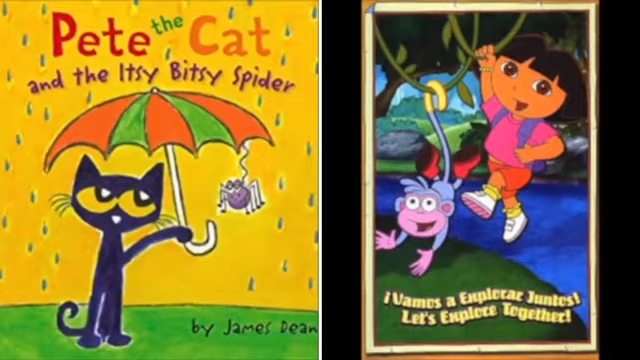 Pete the Cat
and the Itsy Bitsy Spider
by James Dean
¡Vamos a Explorar Juntos!
Let's Explore Together!